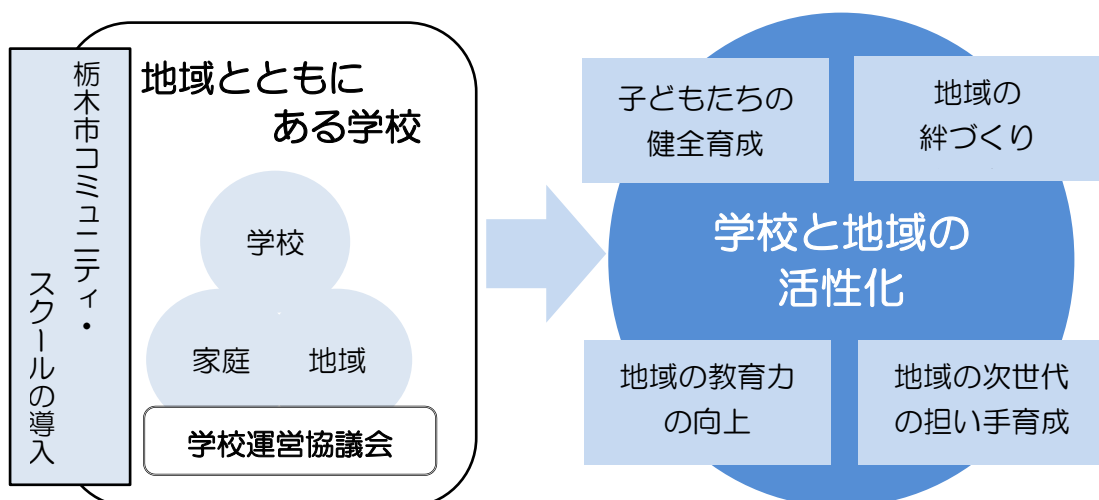 栃木市コミュニティ・
スクールの導入
地域とともに
ある学校
学校
家庭
地域
学校運営協議会
子どもたちの
健全育成
地域の
絆づくり
学校と地域の
活性化
地域の教育力
の向上
地域の次世代
の担い手育成